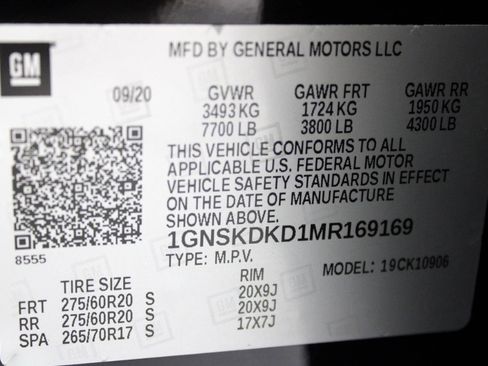 GM
MFD BY GENERAL MOTORS LLC
09/20 GVWR GAWR FRT GAWR RR
3493 KG 1724 KG 1950 KG
7700 LB 3800 LB 4300 LB
THIS VEHICLE CONFORMS TO ALL
APPLICABLE U.S. FEDERAL MOTOR
VEHICLE SAFETY STANDARDS IN EFFECT
ON THE DATE OF MANUFACTURE
SHOWN ABOVE.
8555
1GNSKDKD1MR169169
TYPE: M.P.V. MODEL: 19CK10906
TIRE SIZE RIM
FRT 275/60R20 S 20X9J
RR 275/60R20 S 20X9J
SPA 265/70R17 S 17X7J